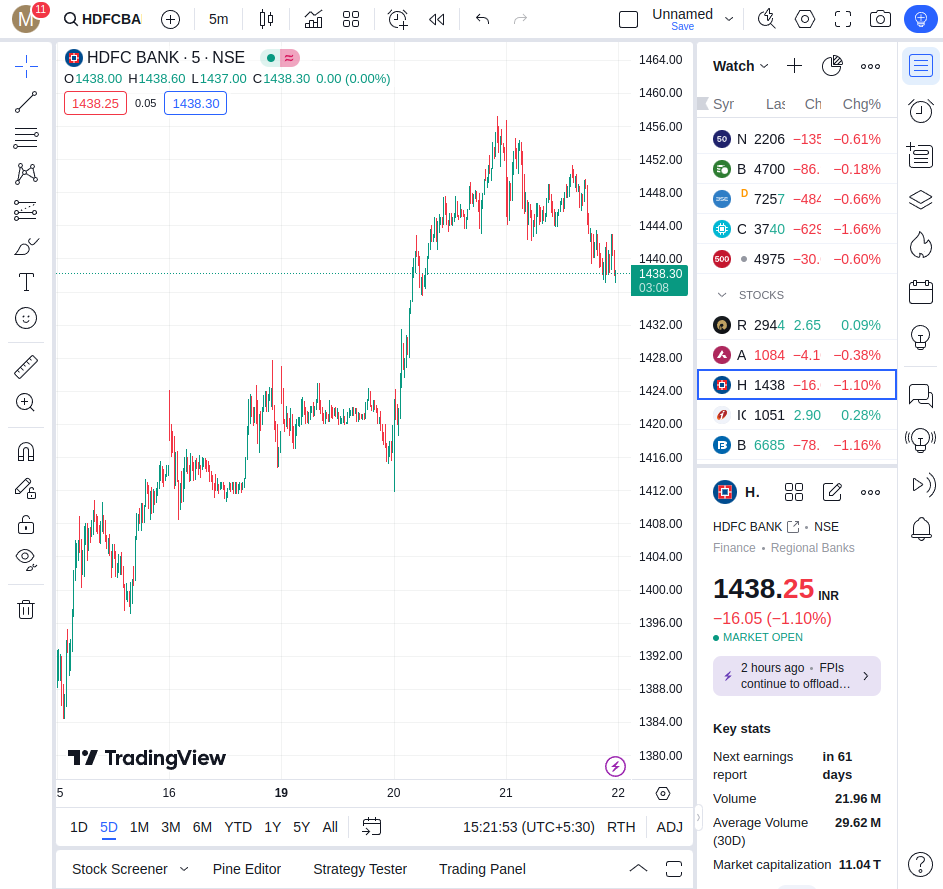 M 11 HDFCBA 5m Unnamed
Save
HDFC BANK · 5 · NSE
O1438.00 H1438.60 L1437.00 C1438.30 0.00 (0.00%)
1438.25 0.05 1438.30
1464.00
1460.00
1456.00
1452.00
1448.00
1444.00
1440.00
1438.30
03:08
1432.00
1428.00
1424.00
1420.00
1416.00
1412.00
1408.00
1404.00
1400.00
1396.00
1392.00
1388.00
1384.00
1380.00
TradingView
5 16 19 20 21 22
1D 5D 1M 3M 6M YTD 1Y 5Y All 15:21:53 (UTC+5:30) RTH ADJ
Stock Screener Pine Editor Strategy Tester Trading Panel
Watch
Syr Las Ch Chg%
50 N 2206 −135 −0.61%
B 4700 −86. −0.18%
BSE D 7257 −484 −0.66%
C 3740 −629 −1.66%
500 4975 −30. −0.60%
STOCKS
R 2944 2.65 0.09%
A 1084 −4.1 −0.38%
H 1438 −16. −1.10%
IC 1051 2.90 0.28%
B 6685 −78. −1.16%
H.
HDFC BANK • NSE
Finance • Regional Banks
1438.25 INR
−16.05 (−1.10%)
MARKET OPEN
2 hours ago • FPIs
continue to offload…
Key stats
Next earnings report in 61 days
Volume 21.96 M
Average Volume (30D) 29.62 M
Market capitalization 11.04 T